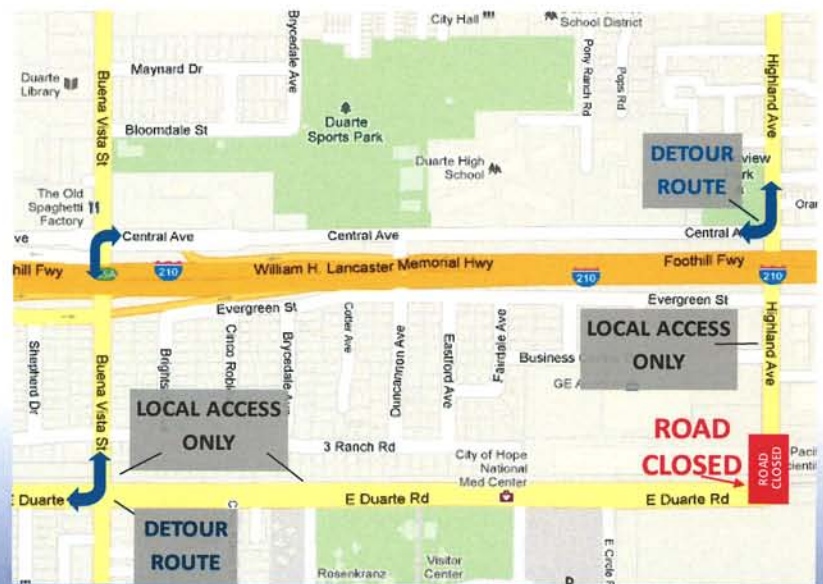 City Hall
School District
Duarte Library
Maynard Dr
Brycedale Ave
Buena Vista St
Pony Ranch Rd
Pops Rd
Highland Ave
Bloomdale St
Duarte Sports Park
Duarte High School
DETOUR
ROUTE
The Old
Spaghetti
Factory
Central Ave
Central Ave
Central
hill Fwy
210
William H. Lancaster Memorial Hwy
210
Foothill Fwy
210
Evergreen St
Evergreen St
Shepherd Dr
Buena Vista St
Cotter Ave
Duncannon Ave
Eastford Ave
Fairdale Ave
Business
LOCAL ACCESS
ONLY
Highland Ave
LOCAL ACCESS
ONLY
3 Ranch Rd
City of Hope
National
Med Center
ROAD
CLOSED
ROAD
CLOSED
E Duarte
E Duarte Rd
E Duarte Rd
DETOUR
ROUTE
Rosenkranz
Visitor
Center